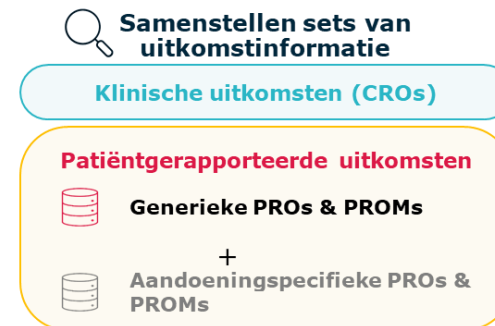 Samenstellen sets van
uitkomstinformatie
Klinische uitkomsten (CROs)
Patiëntgerapporteerde uitkomsten
Generieke PROs & PROMs
+
Aandoeningspecifieke PROs &
PROMs